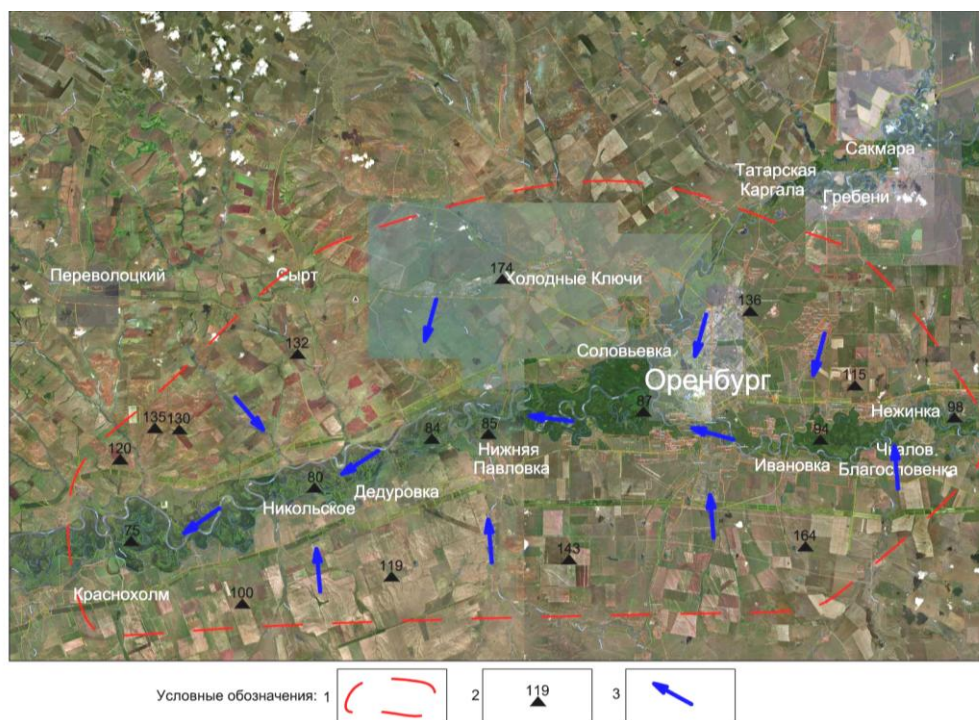 Сакмара
Татарская
Каргала
Гребени
Переволоцкий
Сырт
174
Холодные Ключи
136
132
Соловьевка
Оренбург
115
87
Нежинка
98
135
130
84
85
94
120
Нижняя
Павловка
Ивановка
Чкалов.
Благословенка
80
Дедуровка
Никольское
75
143
164
119
Краснохолм
100
Условные обозначения: 1
2
119
3